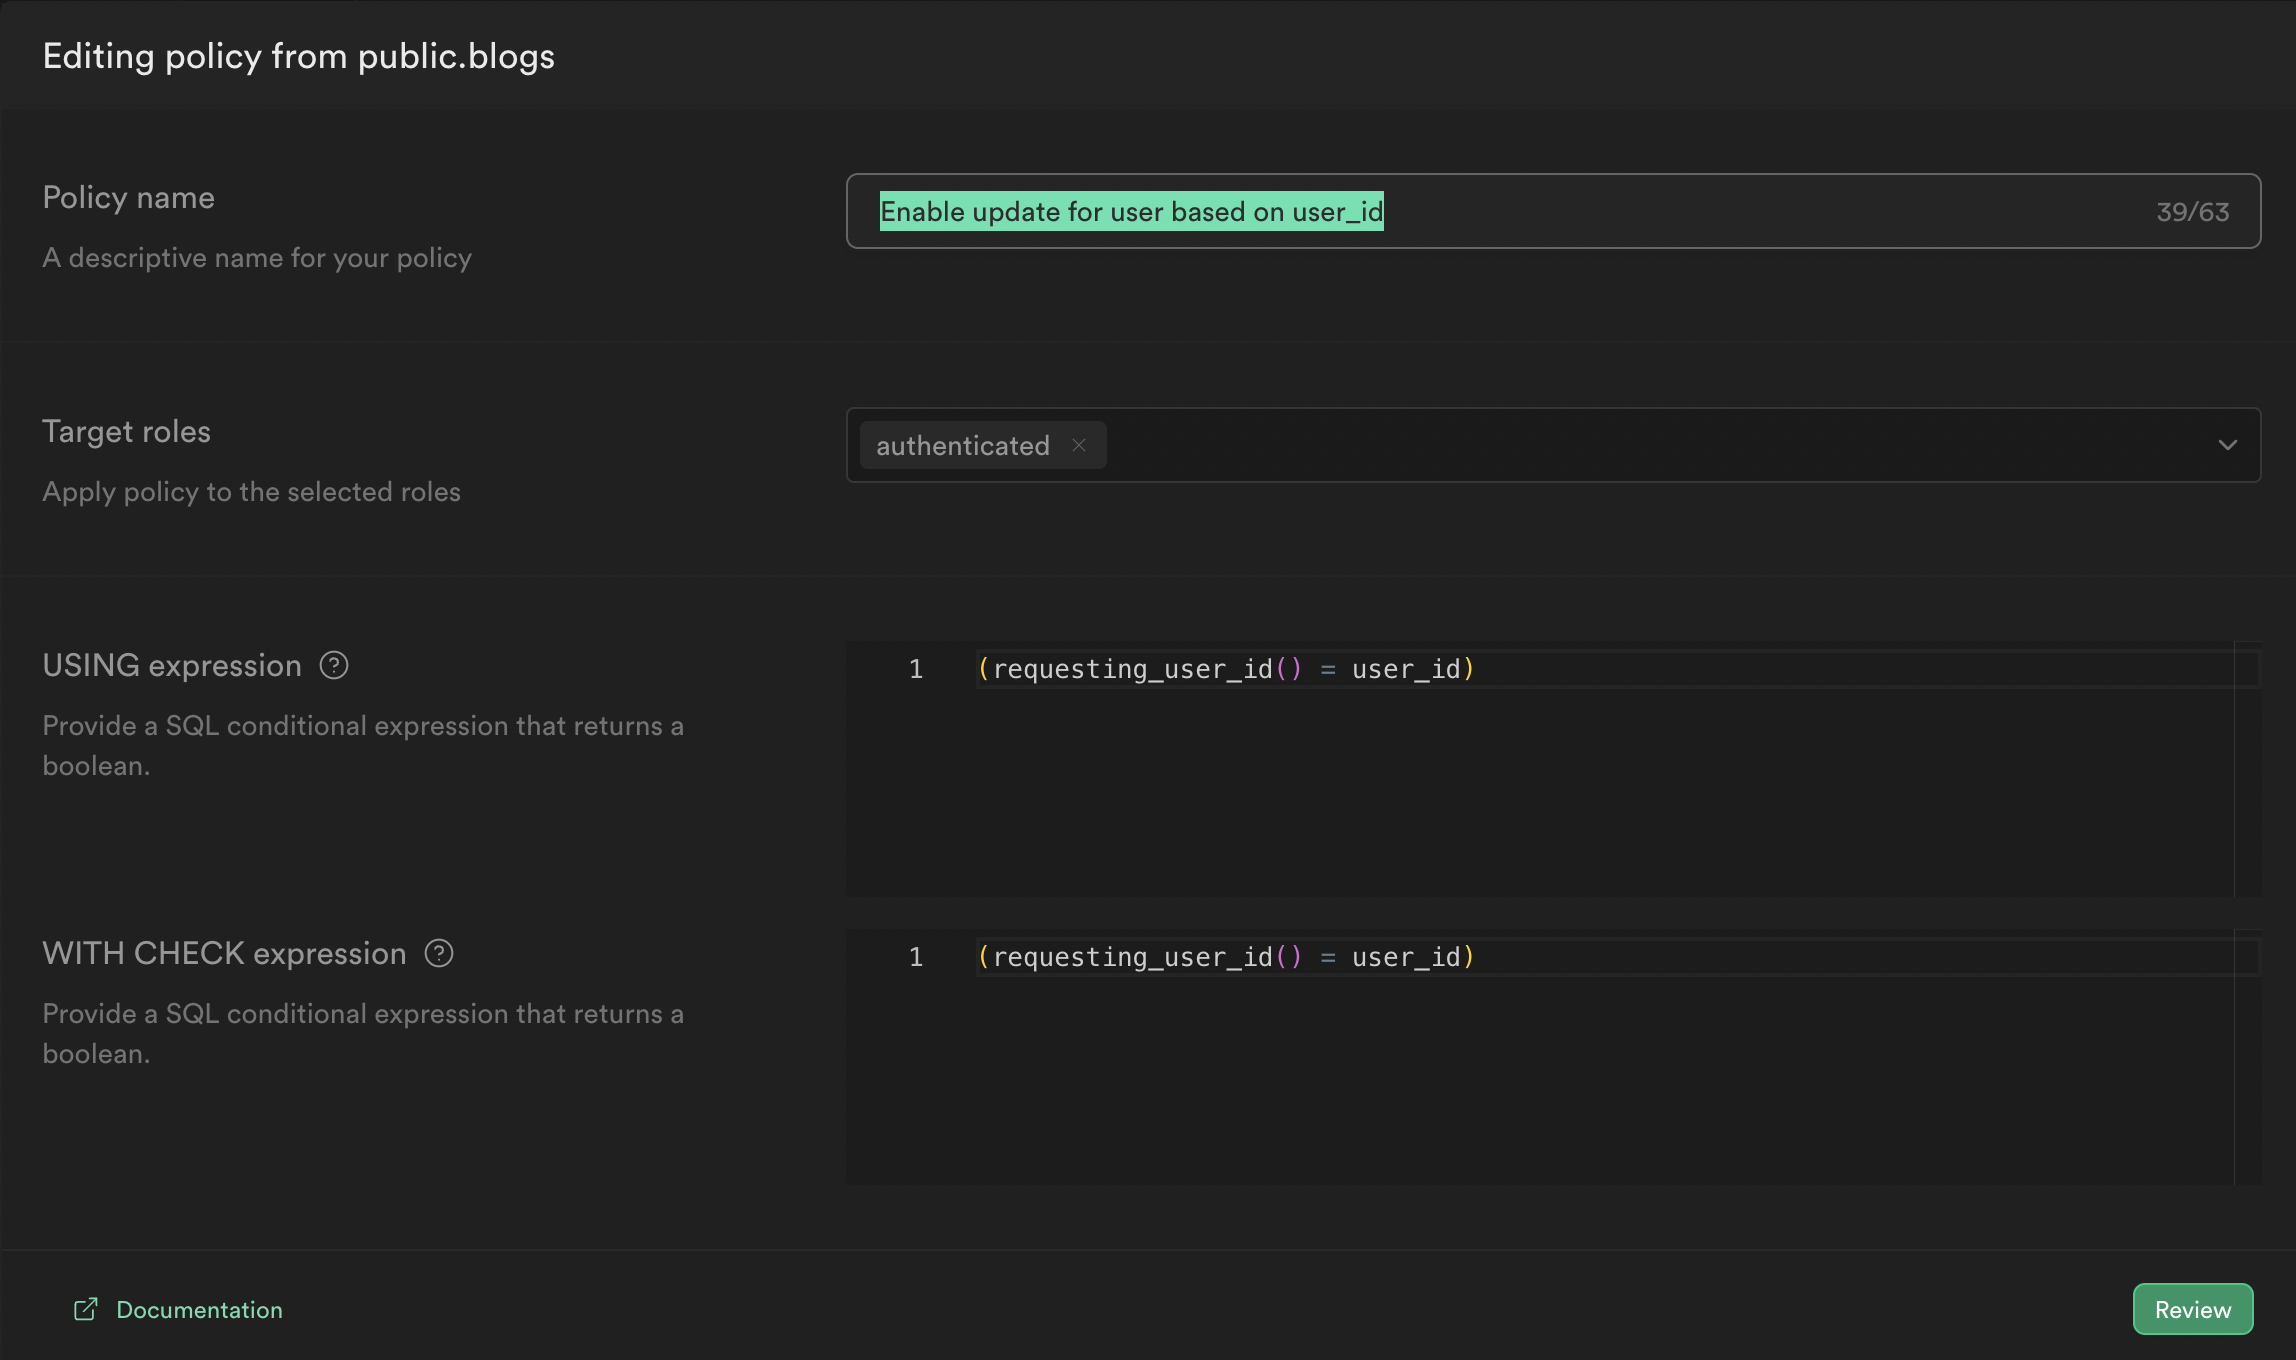 Editing policy from public.blogs
Policy name
A descriptive name for your policy
Enable update for user based on user_id
39/63
Target roles
Apply policy to the selected roles
authenticated
USING expression
Provide a SQL conditional expression that returns a
boolean.
1 (requesting_user_id() = user_id)
WITH CHECK expression
Provide a SQL conditional expression that returns a
boolean.
1 (requesting_user_id() = user_id)
Documentation
Review